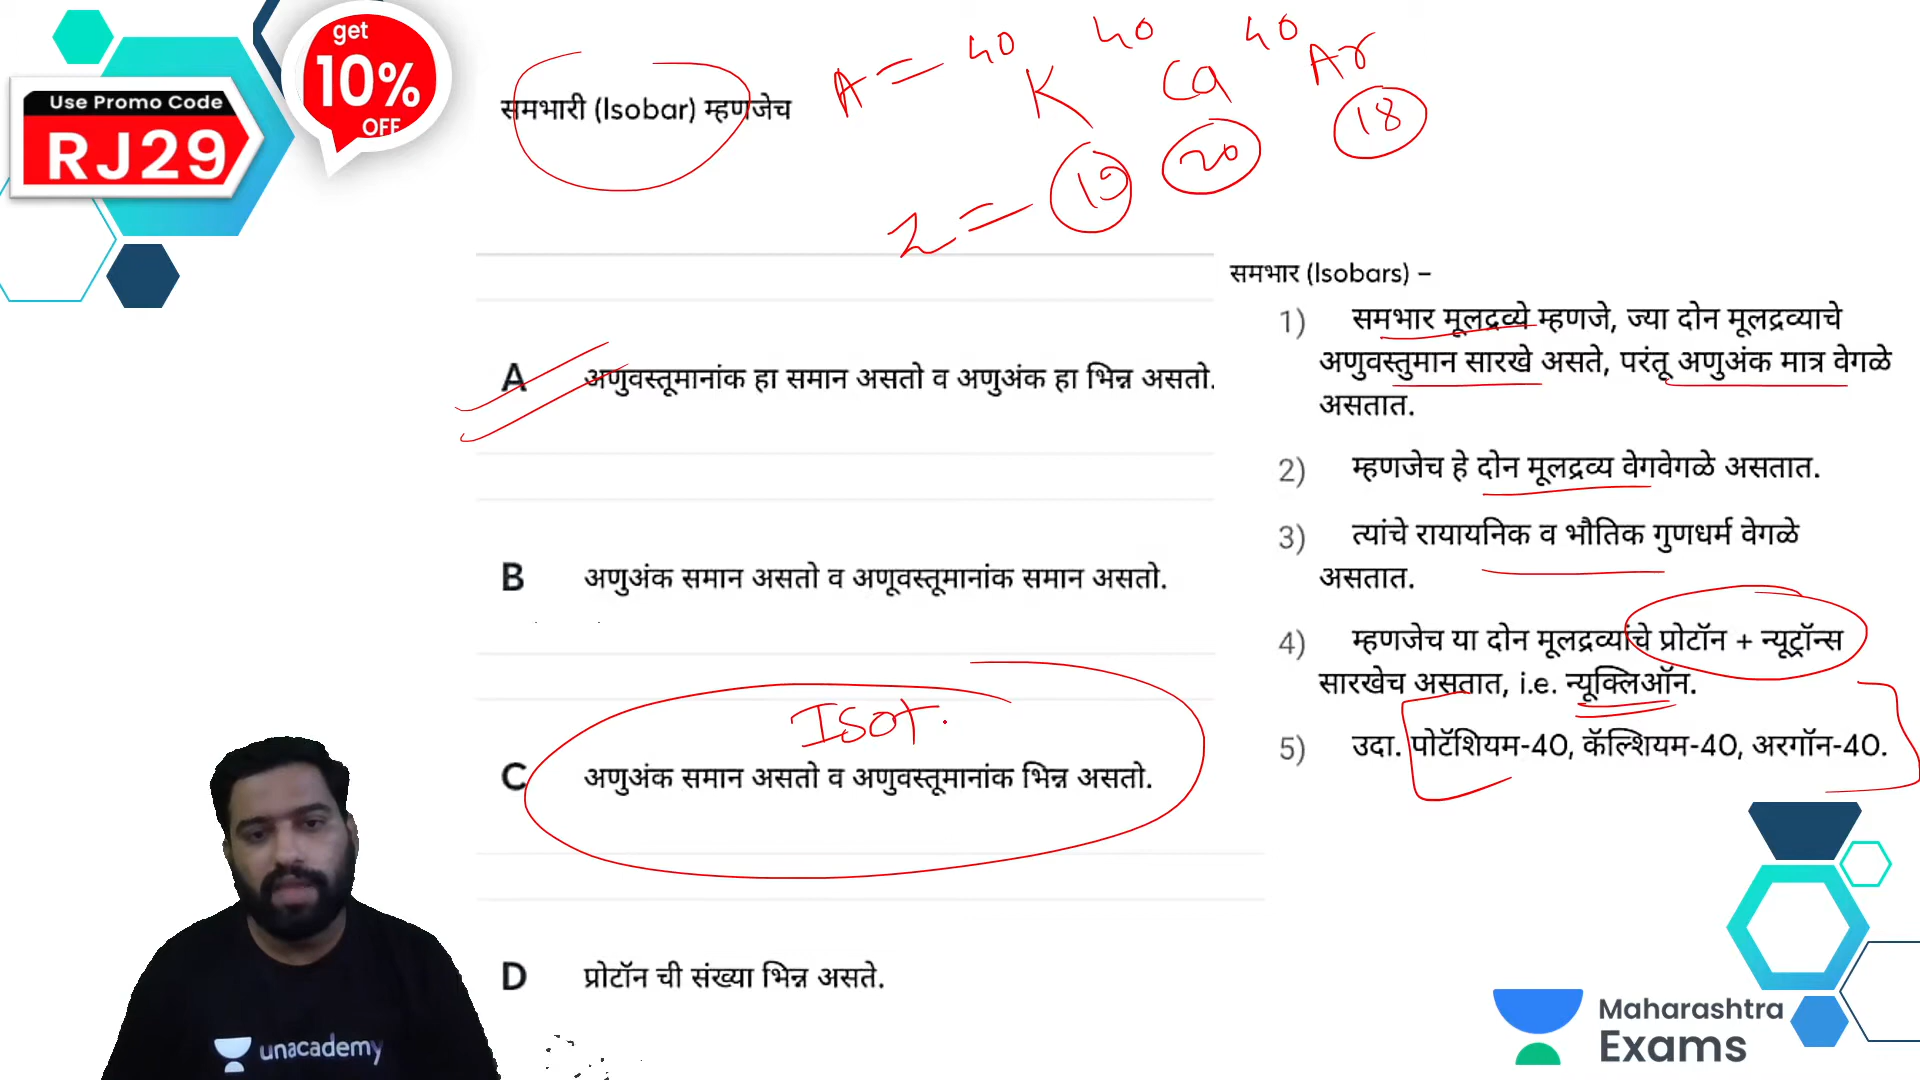 get
10%
OFF
Use Promo Code
RJ29
समभारी (Isobar) म्हणजेच
A = 40 K 40 Ca 40 Ar
Z = 19 20 18
A अणुवस्तूमानांक हा समान असतो व अणुअंक हा भिन्न असतो.
B अणुअंक समान असतो व अणूवस्तूमानांक समान असतो.
Isot.
C अणुअंक समान असतो व अणुवस्तूमानांक भिन्न असतो.
D प्रोटॉन ची संख्या भिन्न असते.
समभार (Isobars) –
1) समभार मूलद्रव्ये म्हणजे, ज्या दोन मूलद्रव्याचे
अणुवस्तुमान सारखे असते, परंतू अणुअंक मात्र वेगळे
असतात.
2) म्हणजेच हे दोन मूलद्रव्य वेगवेगळे असतात.
3) त्यांचे रायायनिक व भौतिक गुणधर्म वेगळे
असतात.
4) म्हणजेच या दोन मूलद्रव्यांचे प्रोटॉन + न्यूट्रॉन्स
सारखेच असतात, i.e. न्यूक्लिऑन.
5) उदा. पोटॅशियम-40, कॅल्शियम-40, अरगॉन-40.
unacademy
Maharashtra
Exams